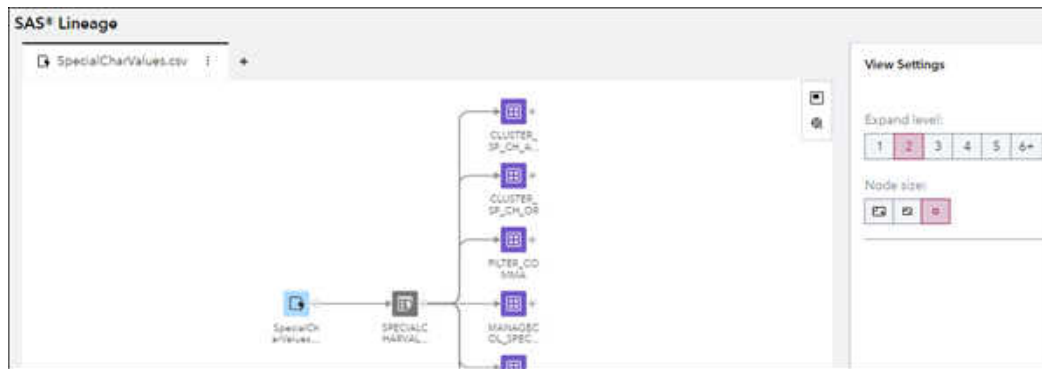 SAS® Lineage
SpecialCharValues.csv
View Settings
CLUSTER_
SP_CH_A...
Expand level:
1 2 3 4 5 6+
CLUSTER_
SP_CH_OR
Node size:
FILTER_CO
MMA
SpecialCh
arValues...
SPECIALC
HARVAL...
MANAGEC
OL_SPEC...